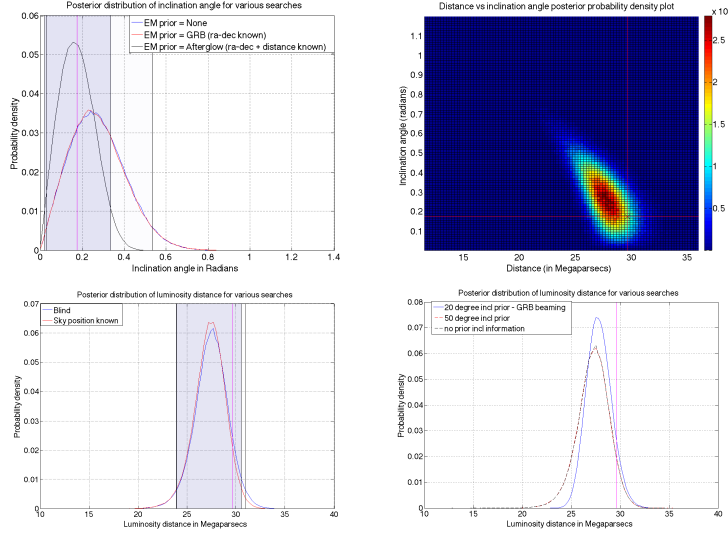 Posterior distribution of inclination angle for various searches
EM prior = None
EM prior = GRB (ra-dec known)
EM prior = Afterglow (ra-dec + distance known)
Probability density
0.06
0.05
0.04
0.03
0.02
0.01
0
0 0.2 0.4 0.6 0.8 1 1.2 1.4
Inclination angle in Radians
Distance vs inclination angle posterior probability density plot
Inclination angle (radians)
1.1
1
0.9
0.8
0.7
0.6
0.5
0.4
0.3
0.2
0.1
15 20 25 30 35
Distance (in Megaparsecs)
2.5
2
1.5
1
0.5
Posterior distribution of luminosity distance for various searches
Blind
Sky position known
Probability density
0.07
0.06
0.05
0.04
0.03
0.02
0.01
0
10 15 20 25 30 35 40
Luminosity distance in Megaparsecs
Posterior distribution of luminosity distance for various searches
20 degree incl prior - GRB beaming
50 degree incl prior
no prior incl information
Probability density
0.08
0.07
0.06
0.05
0.04
0.03
0.02
0.01
0
10 15 20 25 30 35 40
Luminosity distance in Megaparsecs